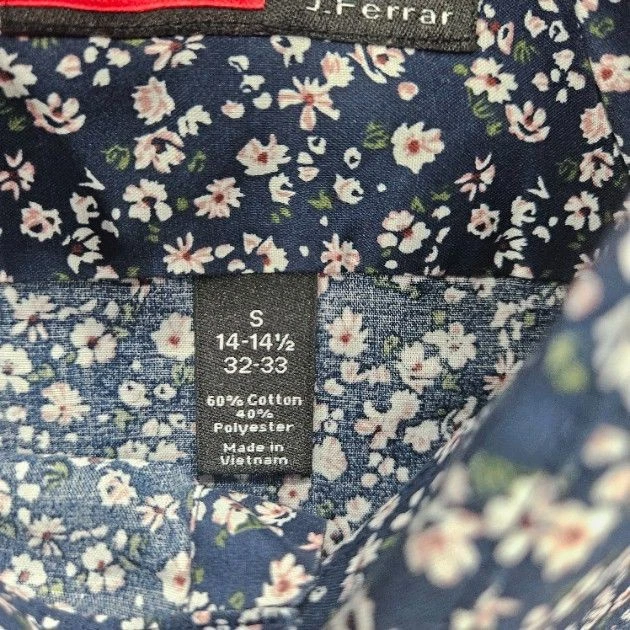 J.Ferrar
S
14-14½
32-33
60% Cotton
40%
Polyester
Made in
Vietnam